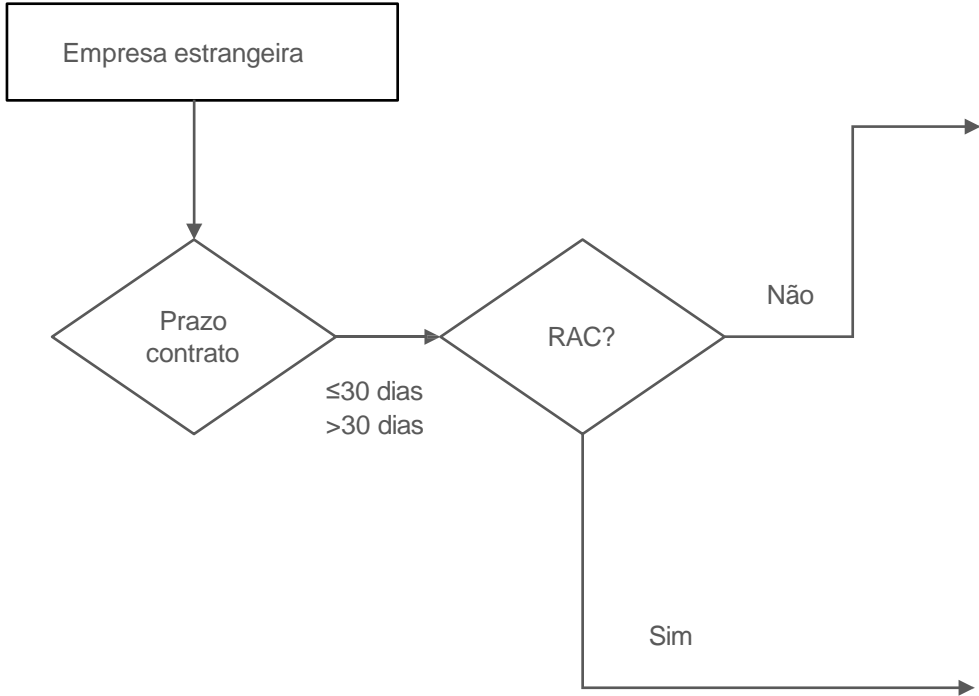 Empresa estrangeira
Prazo
contrato
≤30 dias
>30 dias
RAC?
Não
Sim